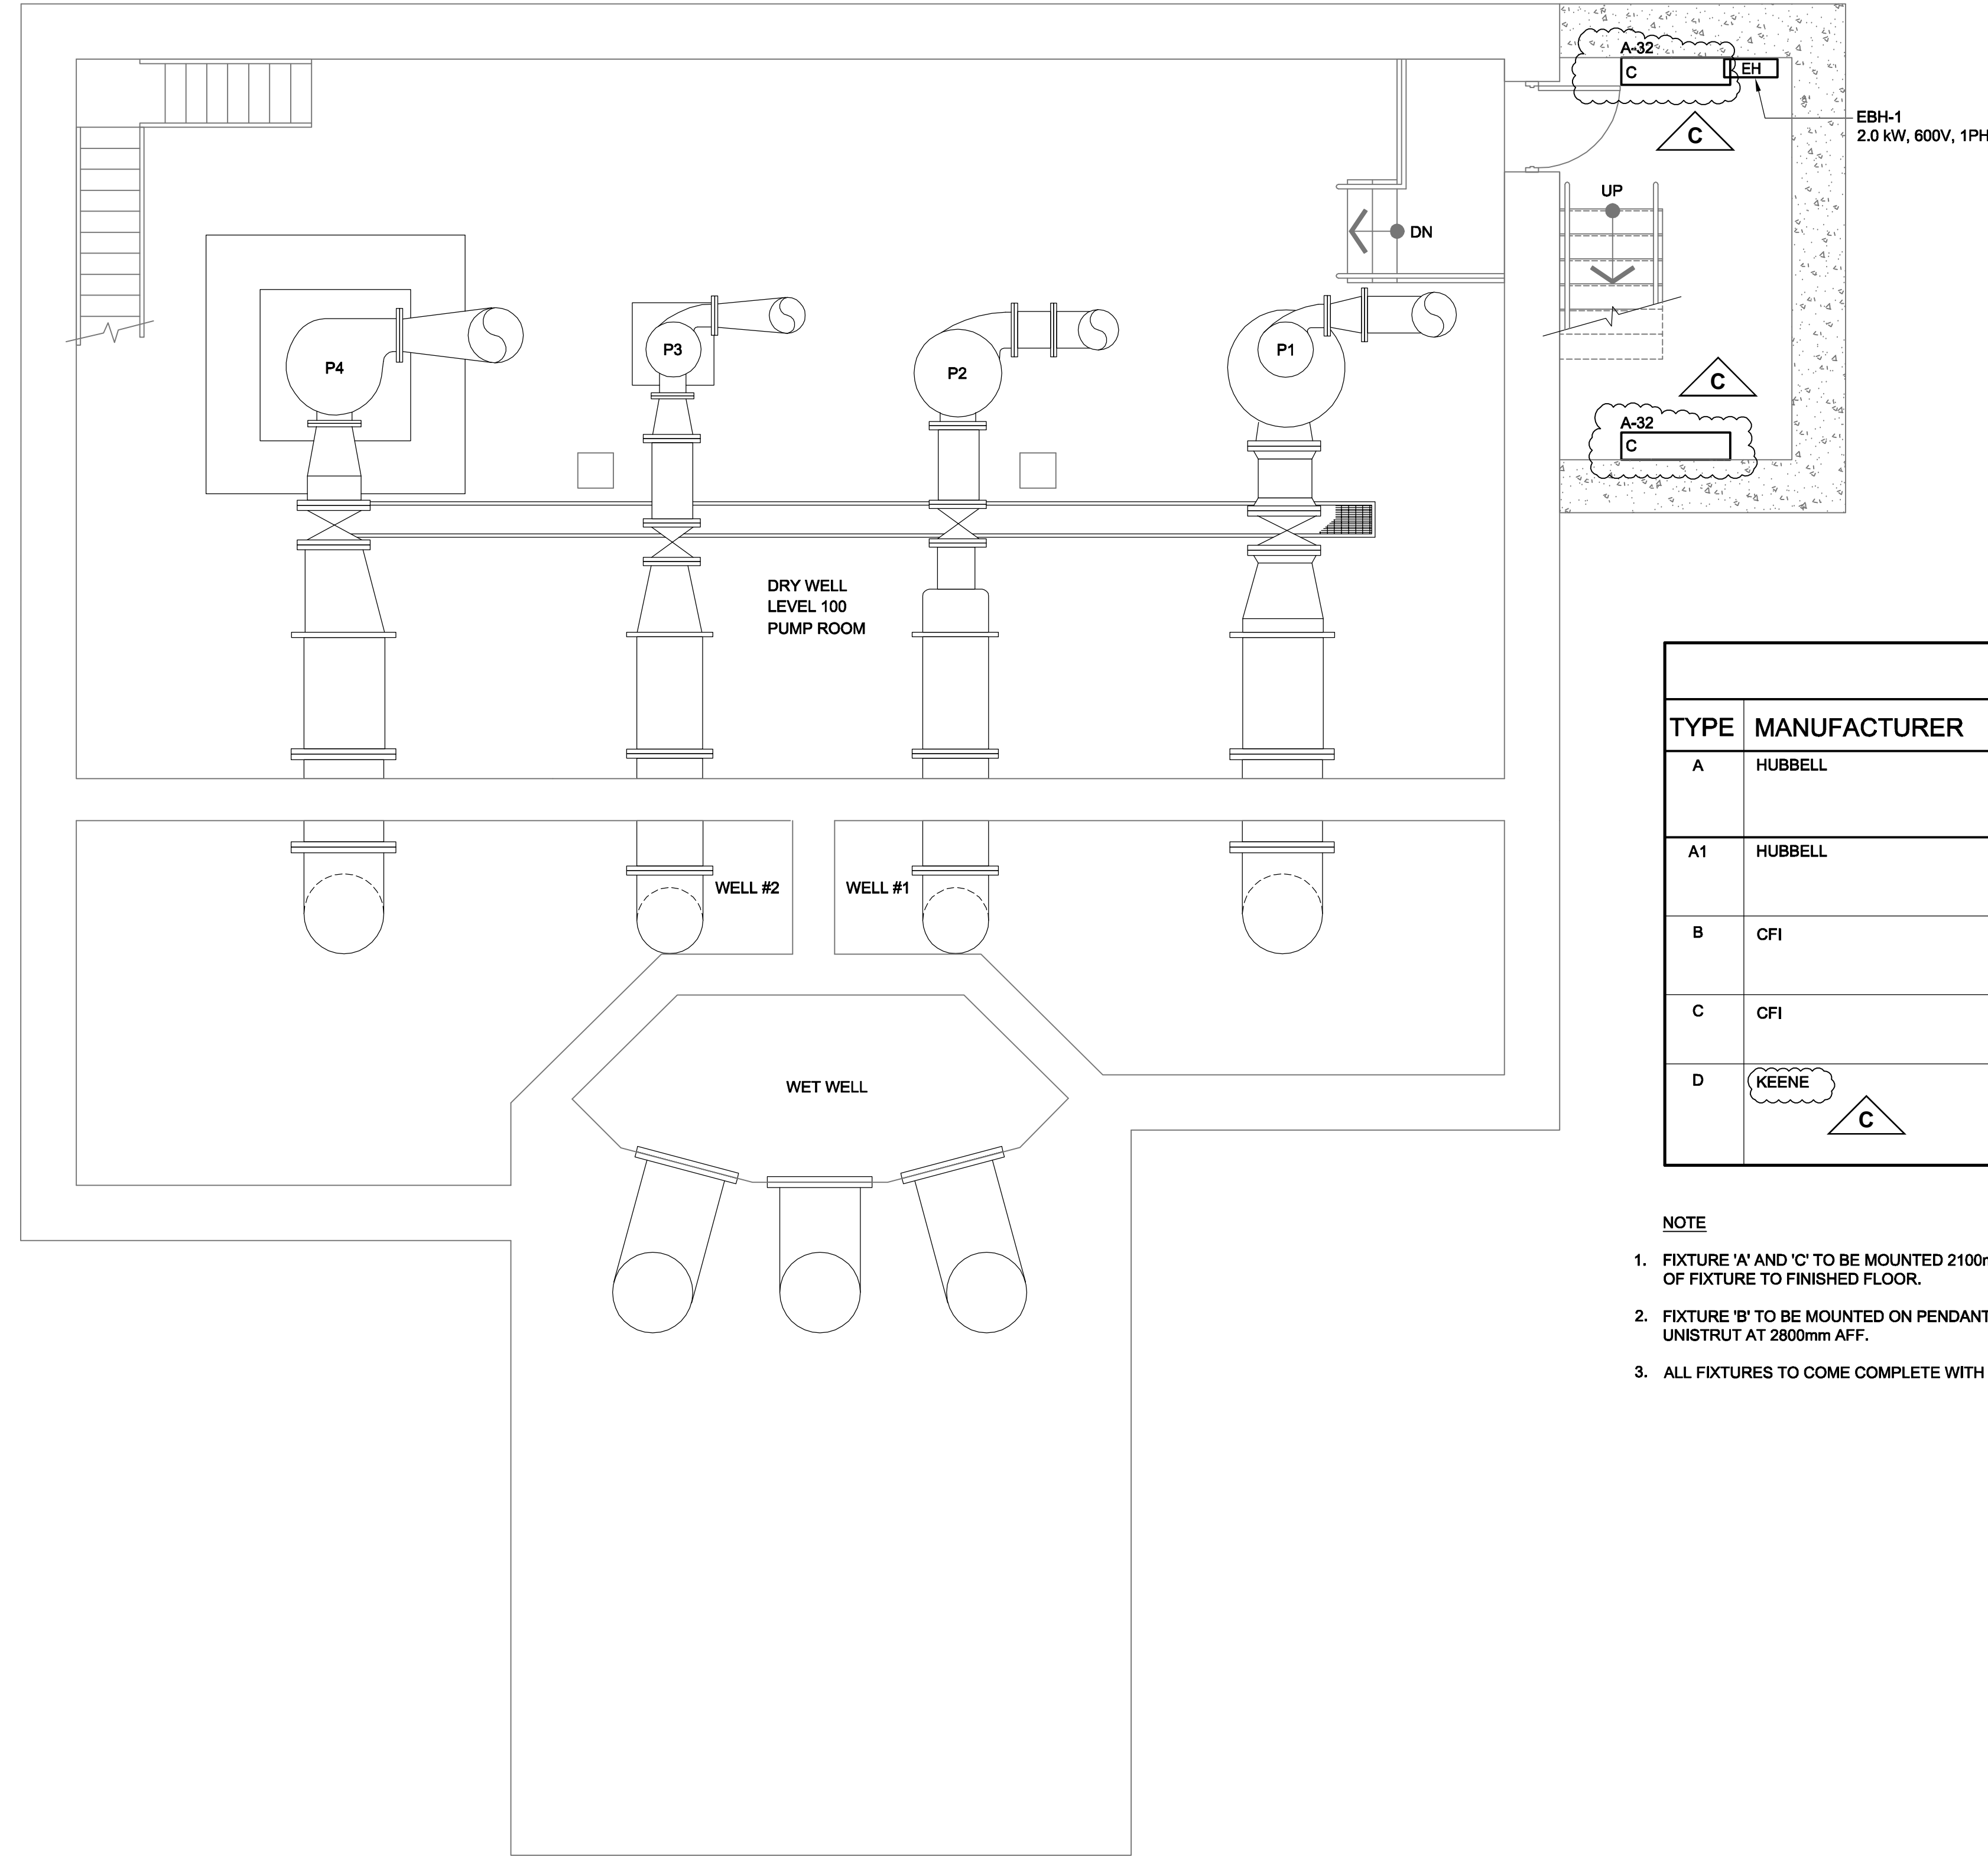 A-32
C
EH
EBH-1
2.0 kW, 600V, 1PH
C
UP
DN
P4
P3
P2
P1
C
A-32
C
DRY WELL
LEVEL 100
PUMP ROOM
TYPE MANUFACTURER
A HUBBELL
A1 HUBBELL
B CFI
C CFI
D KEENE
C
WELL #2
WELL #1
WET WELL
NOTE
1. FIXTURE 'A' AND 'C' TO BE MOUNTED 2100m
OF FIXTURE TO FINISHED FLOOR.
2. FIXTURE 'B' TO BE MOUNTED ON PENDANT
UNISTRUT AT 2800mm AFF.
3. ALL FIXTURES TO COME COMPLETE WITH